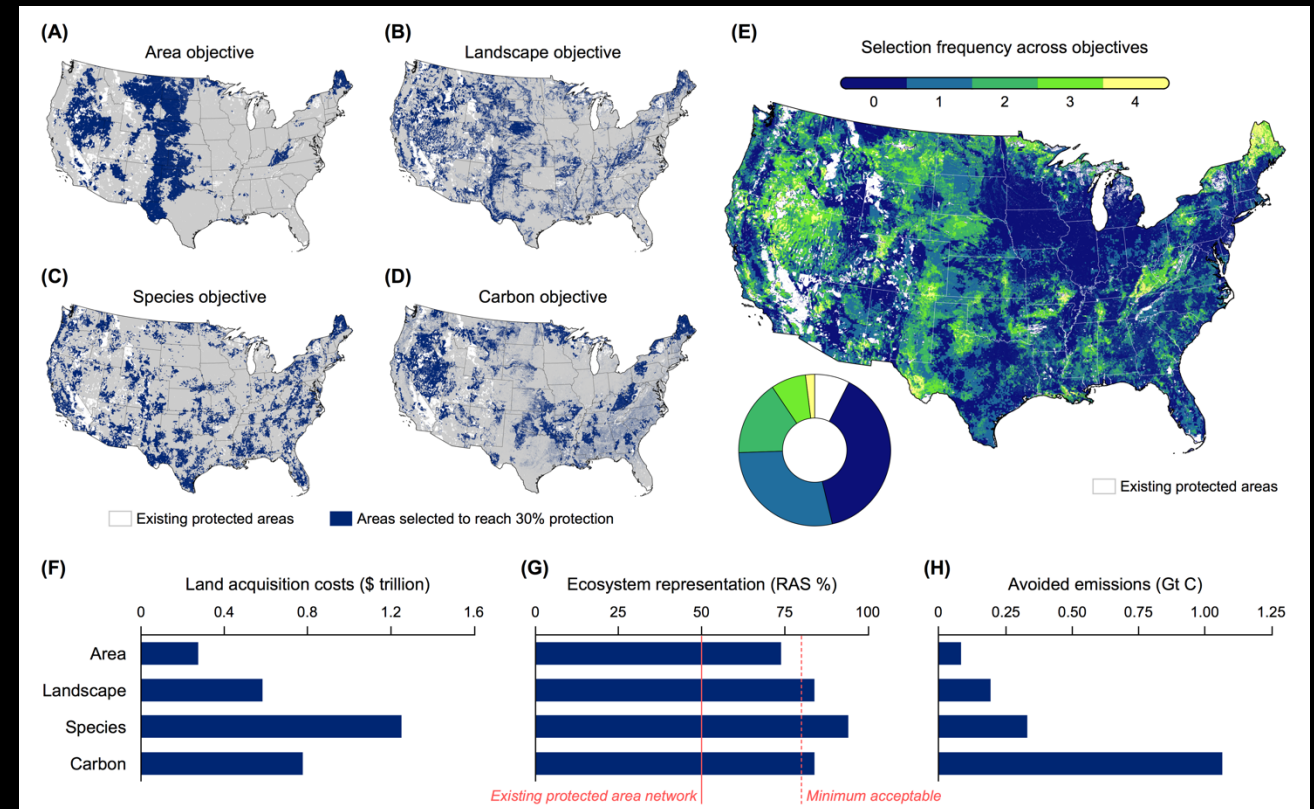 (A)
Area objective
(B)
Landscape objective
(C)
Species objective
(D)
Carbon objective
Existing protected areas
Areas selected to reach 30% protection
(E)
Selection frequency across objectives
0 1 2 3 4
Existing protected areas
(F)
Land acquisition costs ($ trillion)
0 0.4 0.8 1.2 1.6
Area
Landscape
Species
Carbon
(G)
Ecosystem representation (RAS %)
0 25 50 75 100
Existing protected area network
Minimum acceptable
(H)
Avoided emissions (Gt C)
0 0.25 0.50 0.75 1.25